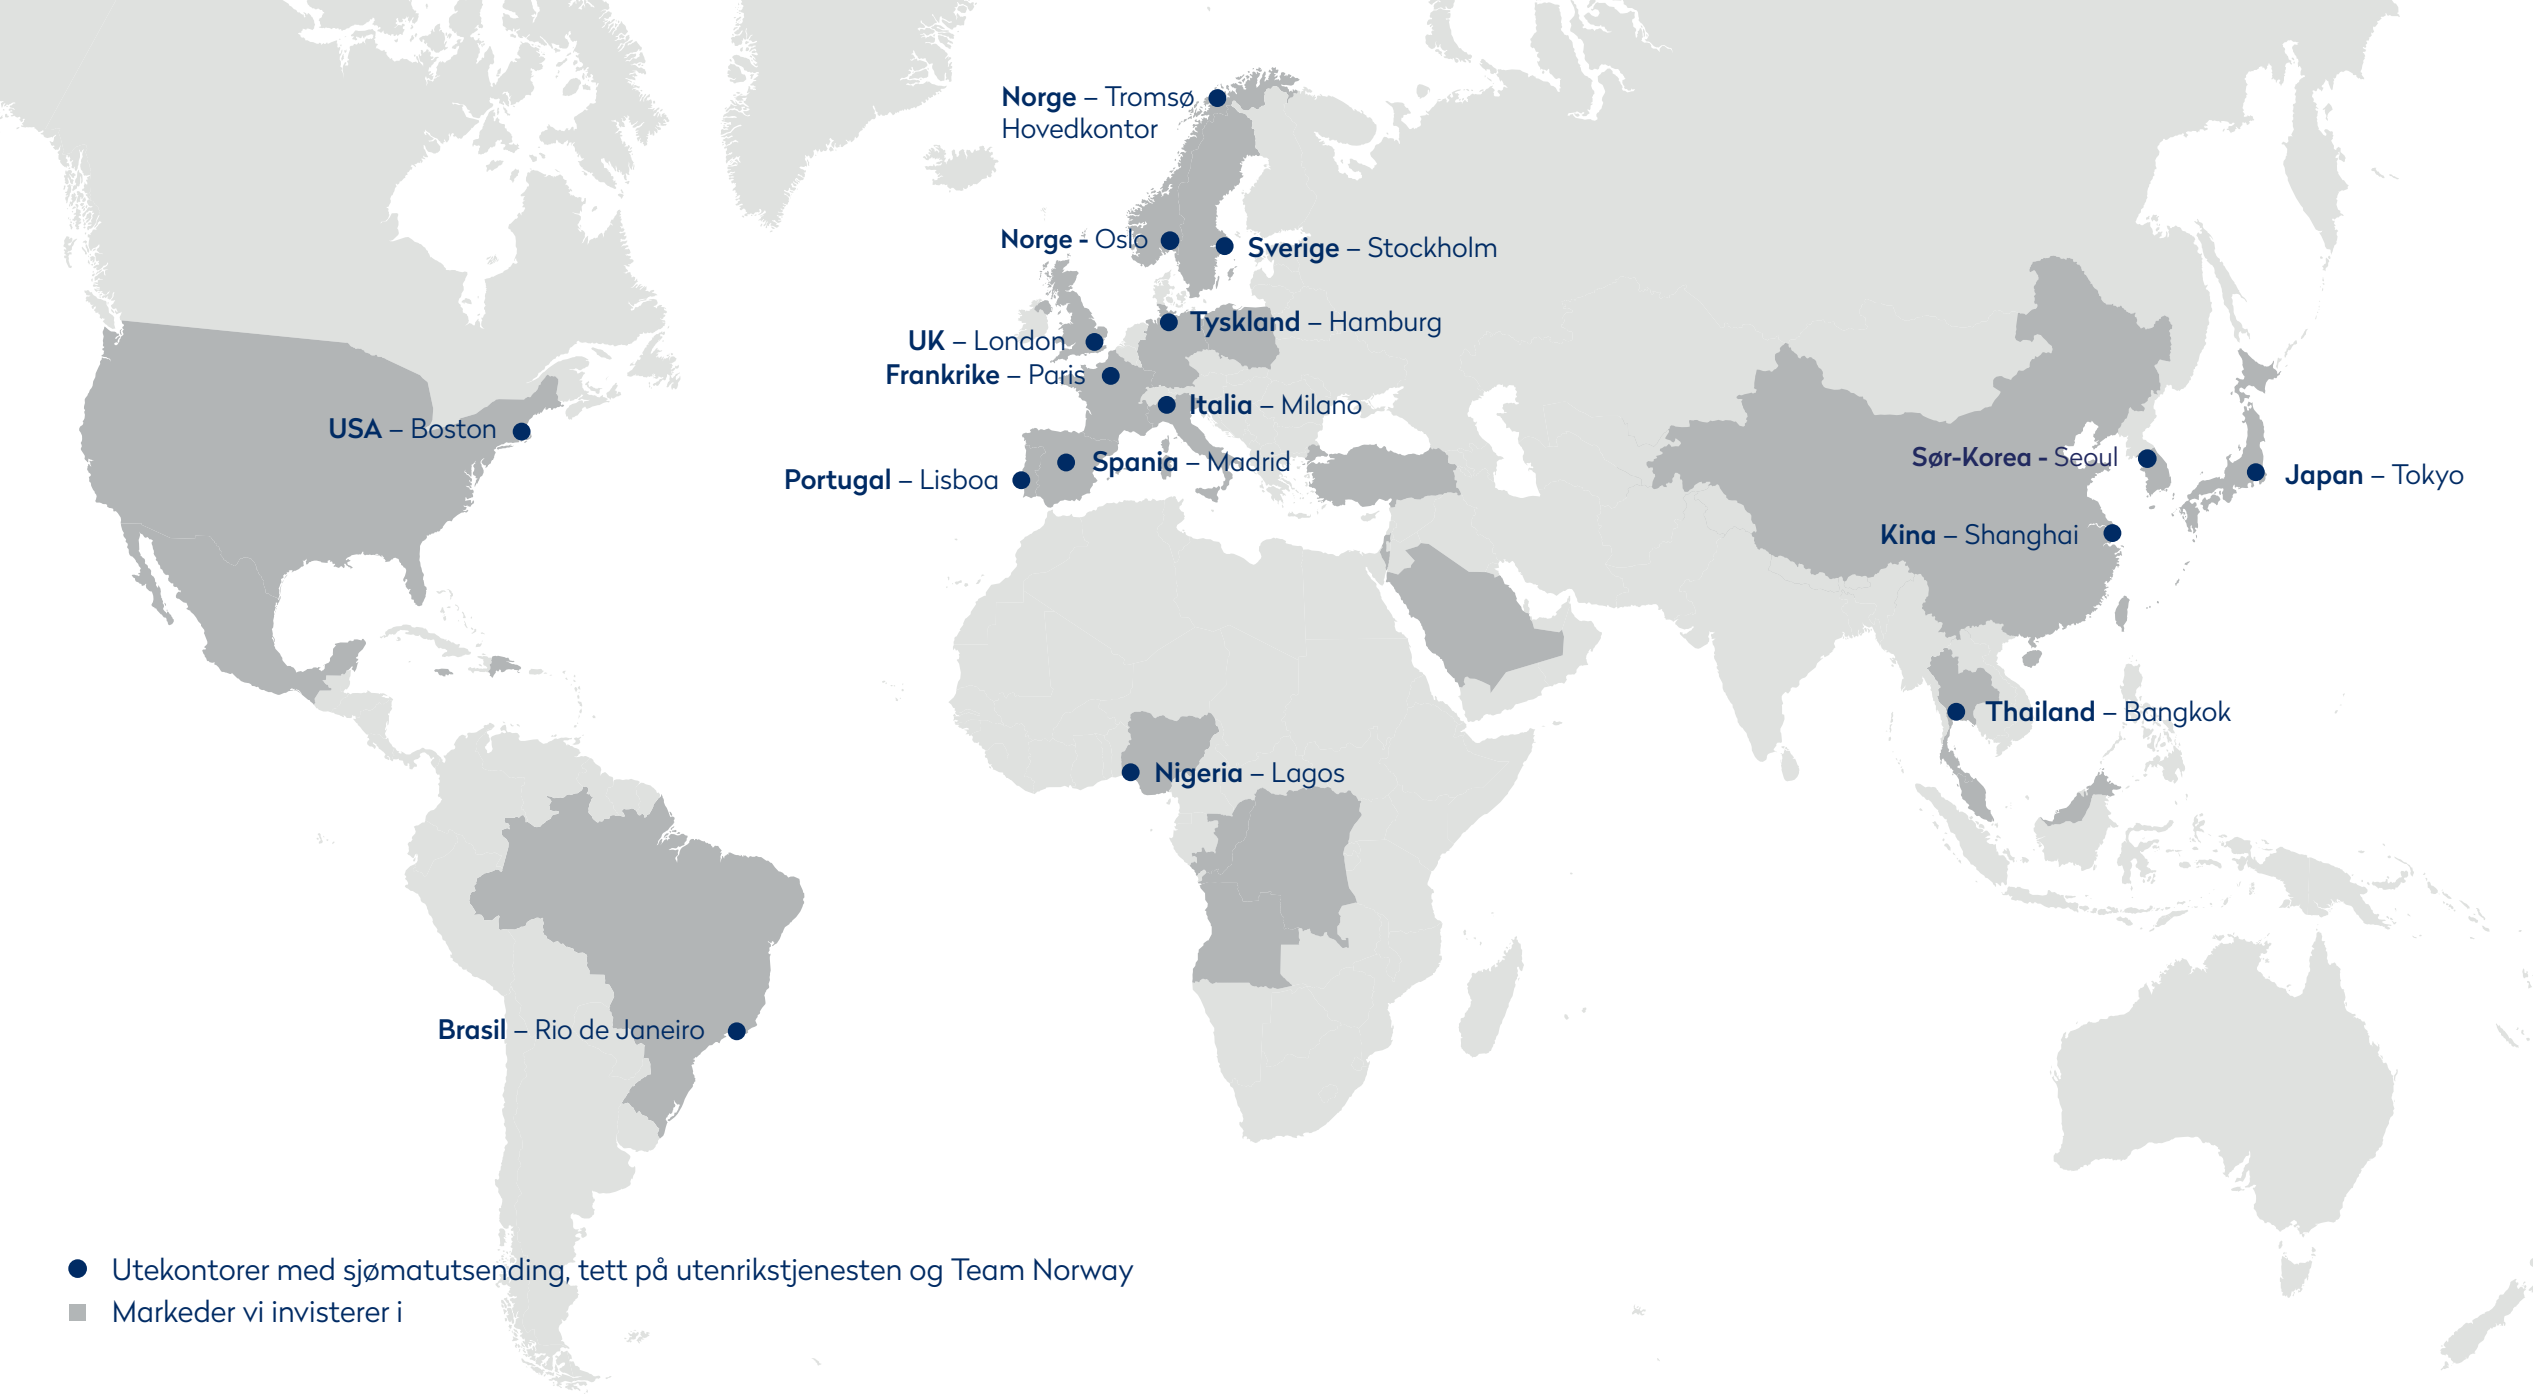 Norge – Tromsø
Hovedkontor
Norge - Oslo
Sverige – Stockholm
Tyskland – Hamburg
UK – London
Frankrike – Paris
Italia – Milano
USA – Boston
Spania – Madrid
Portugal – Lisboa
Sør-Korea - Seoul
Japan – Tokyo
Kina – Shanghai
Thailand – Bangkok
Nigeria – Lagos
Brasil – Rio de Janeiro
Utekontorer med sjømatutsending, tett på utenrikstjenesten og Team Norway
Markeder vi invisterer i